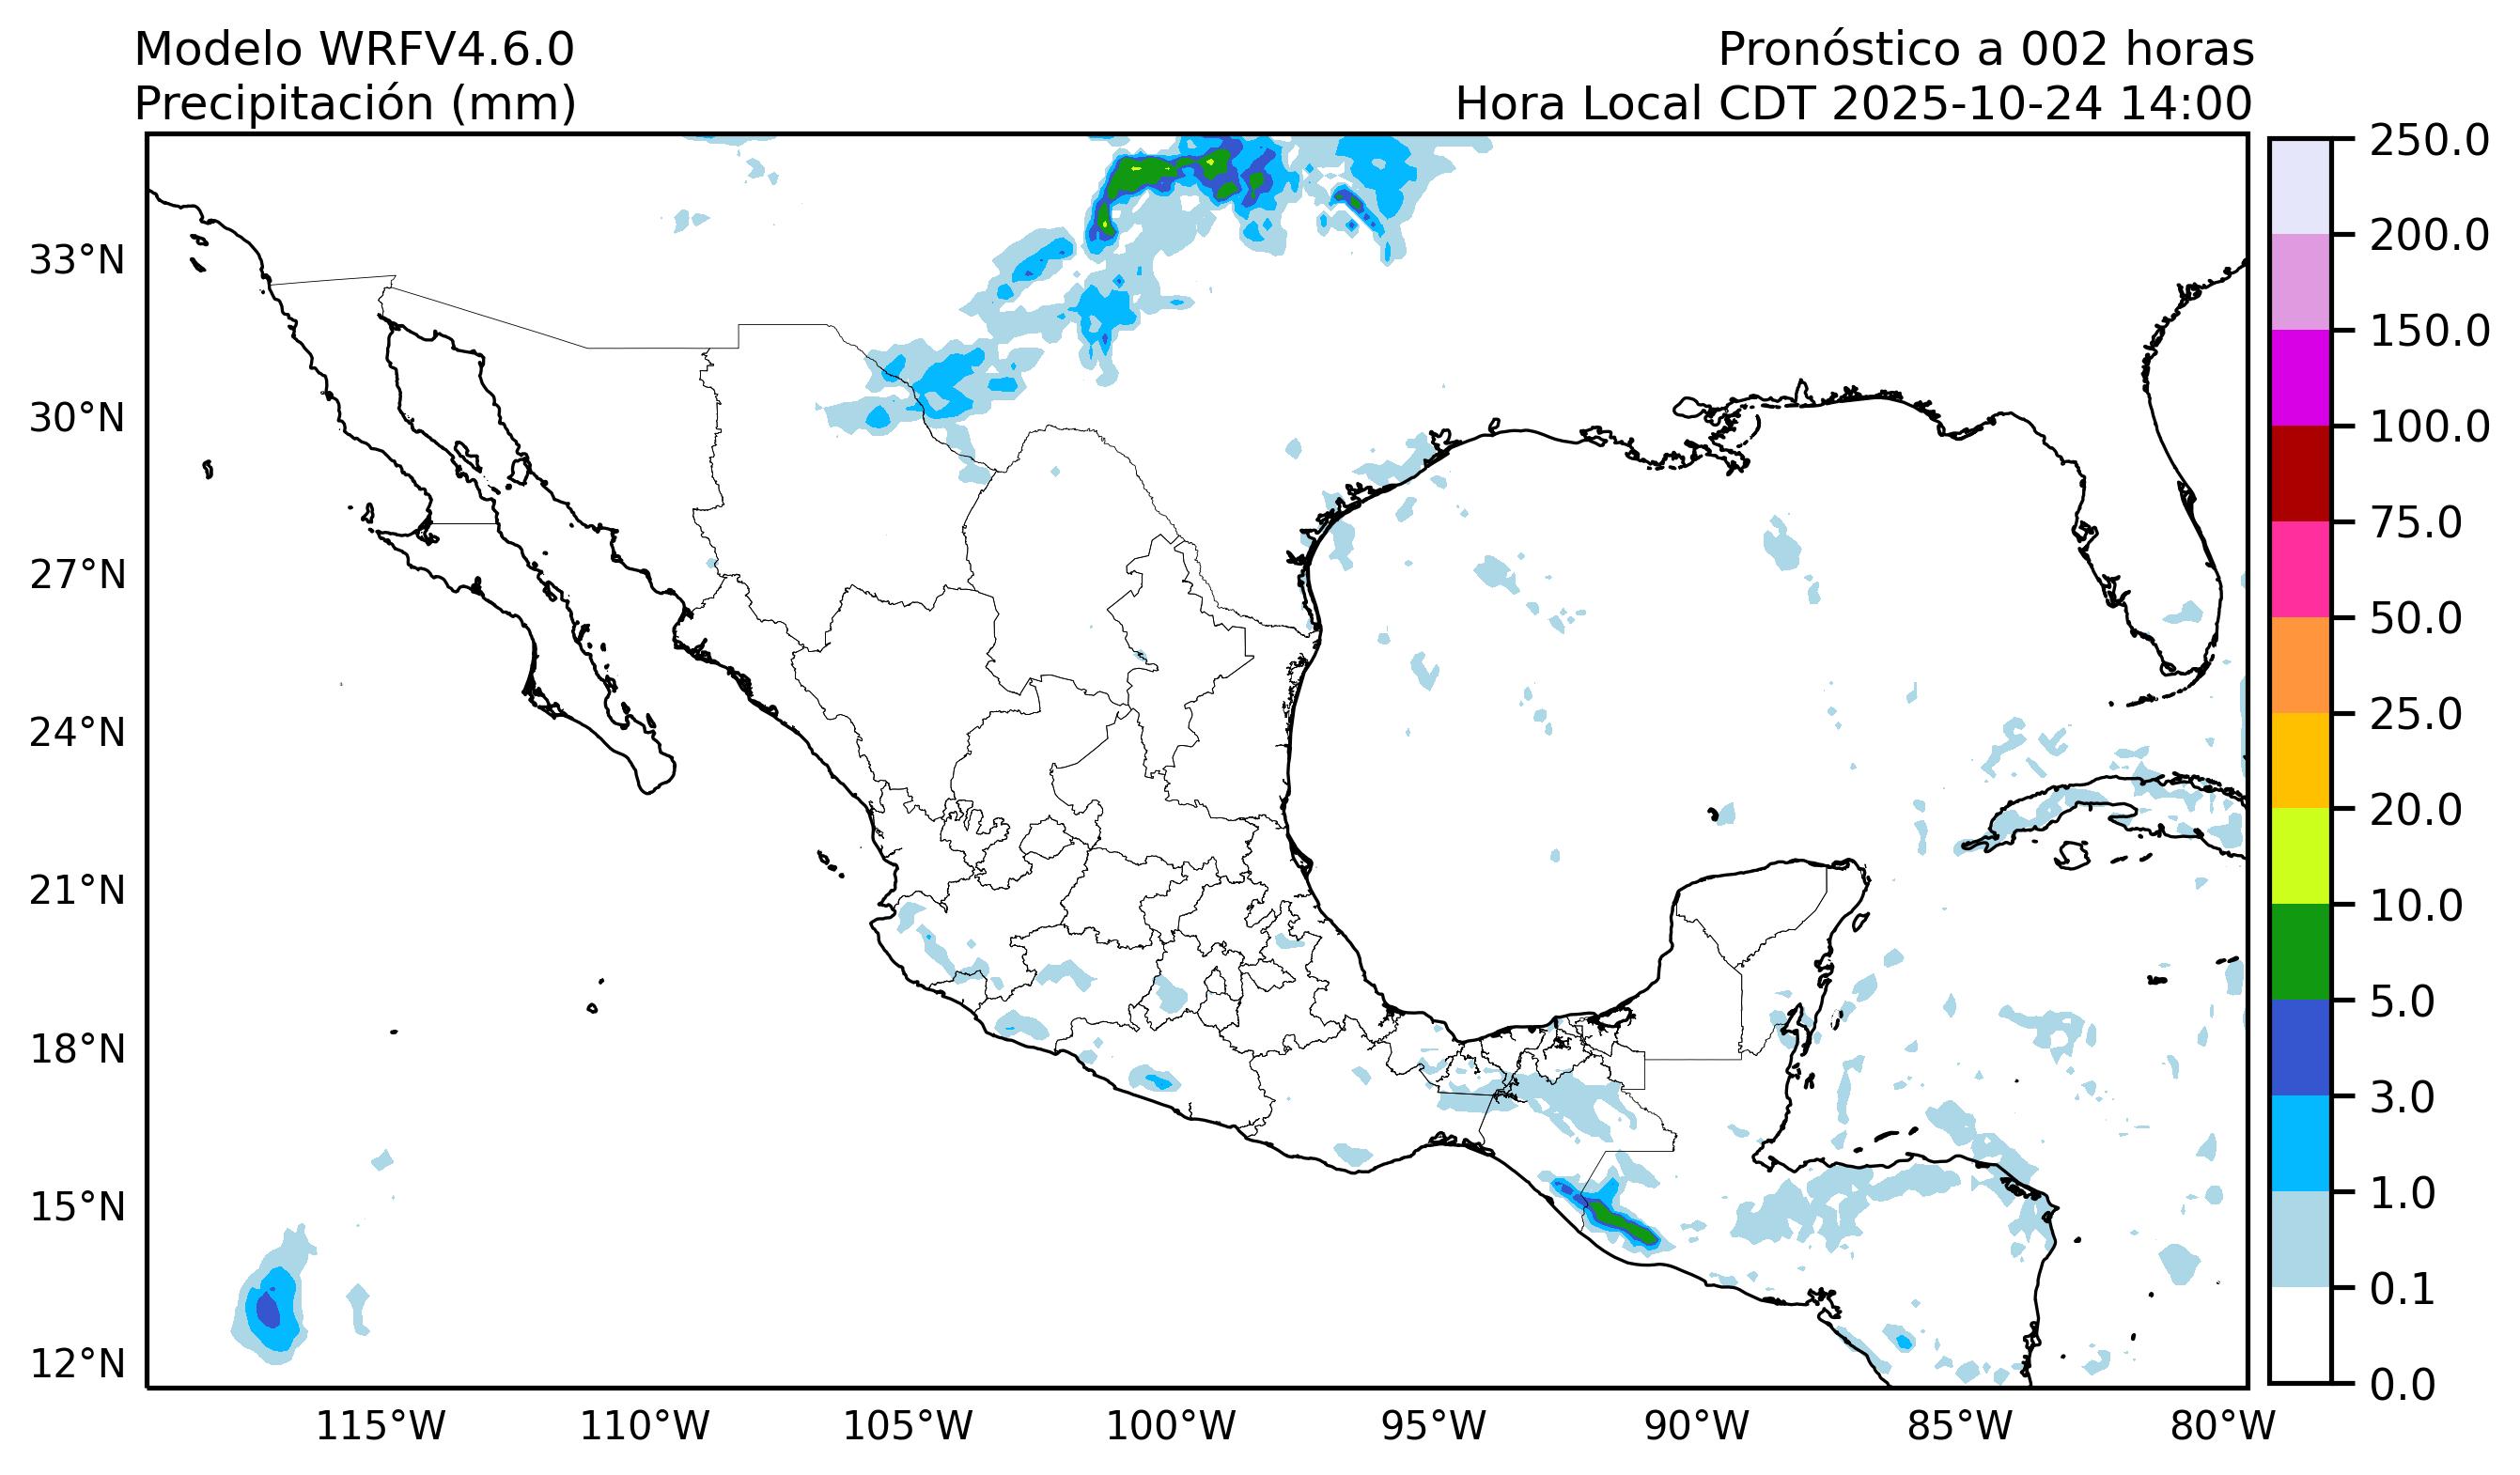 Modelo WRFV4.6.0
Precipitación (mm)
Pronóstico a 002 horas
Hora Local CDT 2025-10-24 14:00
33°N
30°N
27°N
24°N
21°N
18°N
15°N
12°N
115°W
110°W
105°W
100°W
95°W
90°W
85°W
80°W
250.0
200.0
150.0
100.0
75.0
50.0
25.0
20.0
10.0
5.0
3.0
1.0
0.1
0.0